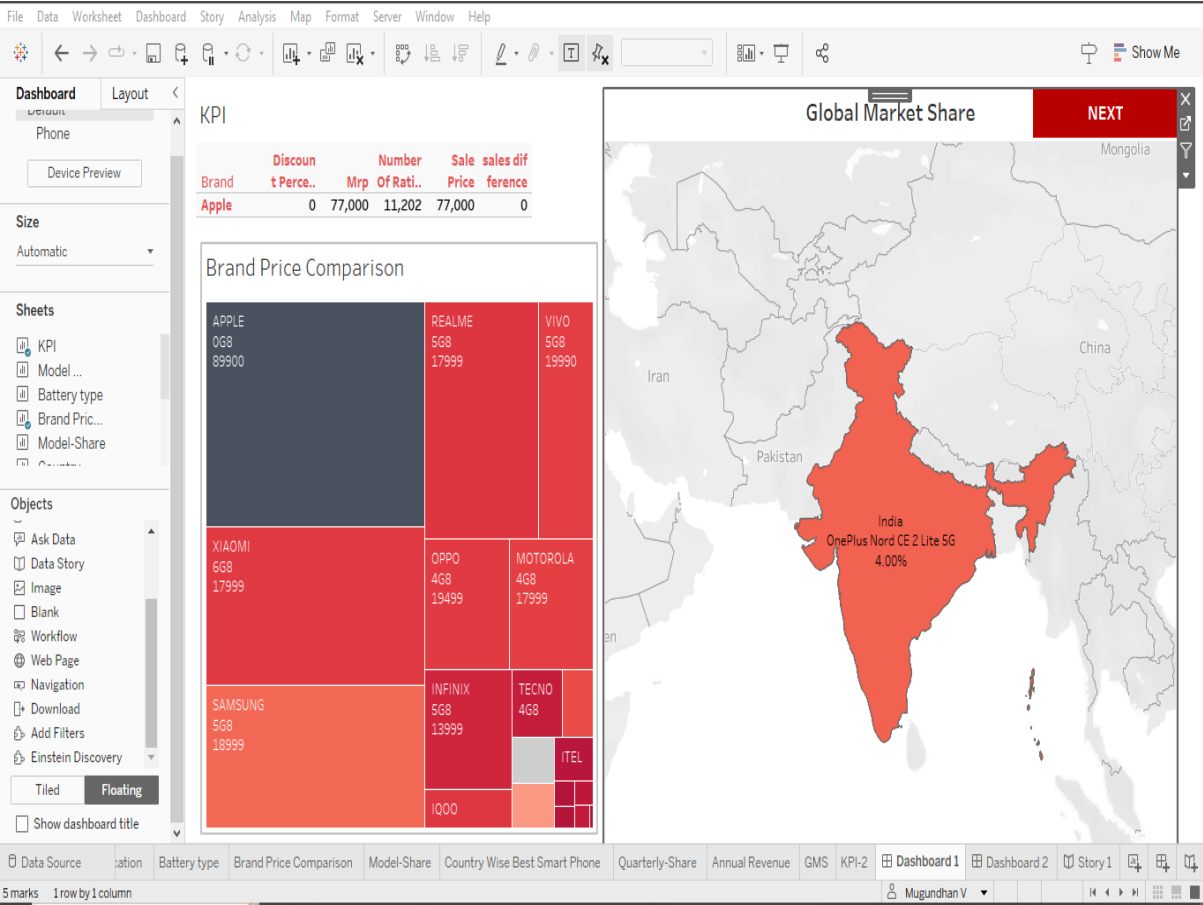 File Data Worksheet Dashboard Story Analysis Map Format Server Window Help
Show Me
Dashboard Layout
Default
Phone
Device Preview
Size
Automatic
Sheets
KPI
Model ...
Battery type
Brand Pric...
Model-Share
Country
Objects
Ask Data
Data Story
Image
Blank
Workflow
Web Page
Navigation
Download
Add Filters
Einstein Discovery
Tiled Floating
Show dashboard title
KPI
Discoun Number Sale sales dif
Brand t Perce.. Mrp Of Rati.. Price ference
Apple 0 77,000 11,202 77,000 0
Brand Price Comparison
APPLE
0G8
89900
REALME
5G8
17999
VIVO
5G8
19990
XIAOMI
6G8
17999
OPPO
4G8
19499
MOTOROLA
4G8
17999
SAMSUNG
5G8
18999
INFINIX
5G8
13999
TECNO
4G8
ITEL
IQOO
Global Market Share
NEXT
Mongolia
China
Iran
Pakistan
India
OnePlus Nord CE 2 Lite 5G
4.00%
en
Data Source cation Battery type Brand Price Comparison Model-Share Country Wise Best Smart Phone Quarterly-Share Annual Revenue GMS KPI-2 Dashboard 1 Dashboard 2 Story 1
5 marks 1 row by 1 column Mugundhan V